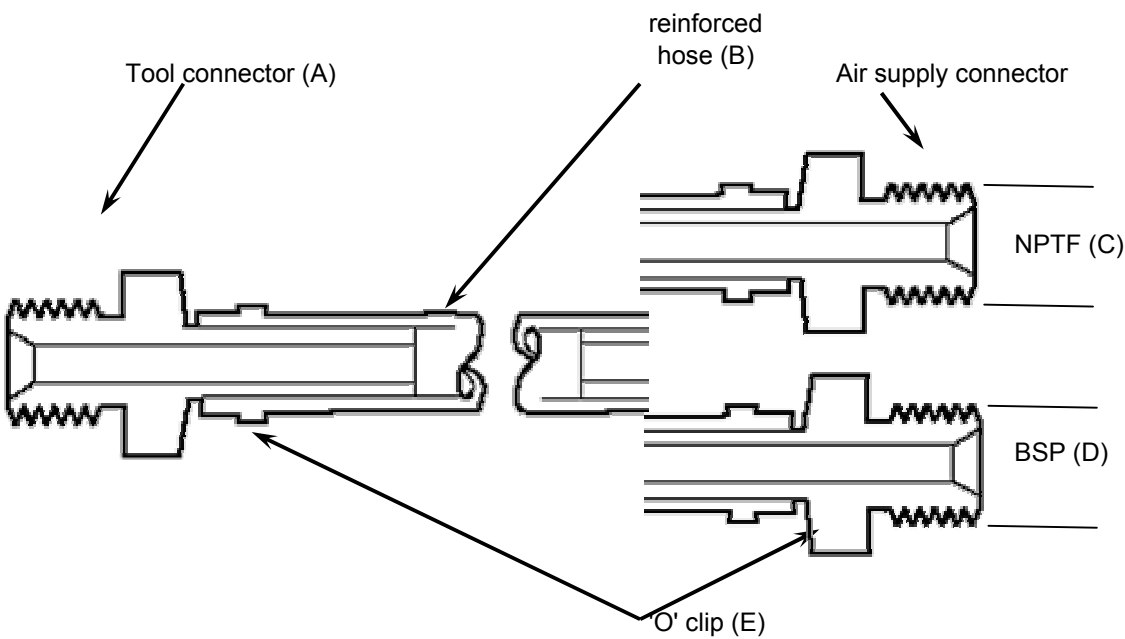 reinforced
hose (B)
Tool connector (A)
Air supply connector
NPTF (C)
BSP (D)
'O' clip (E)